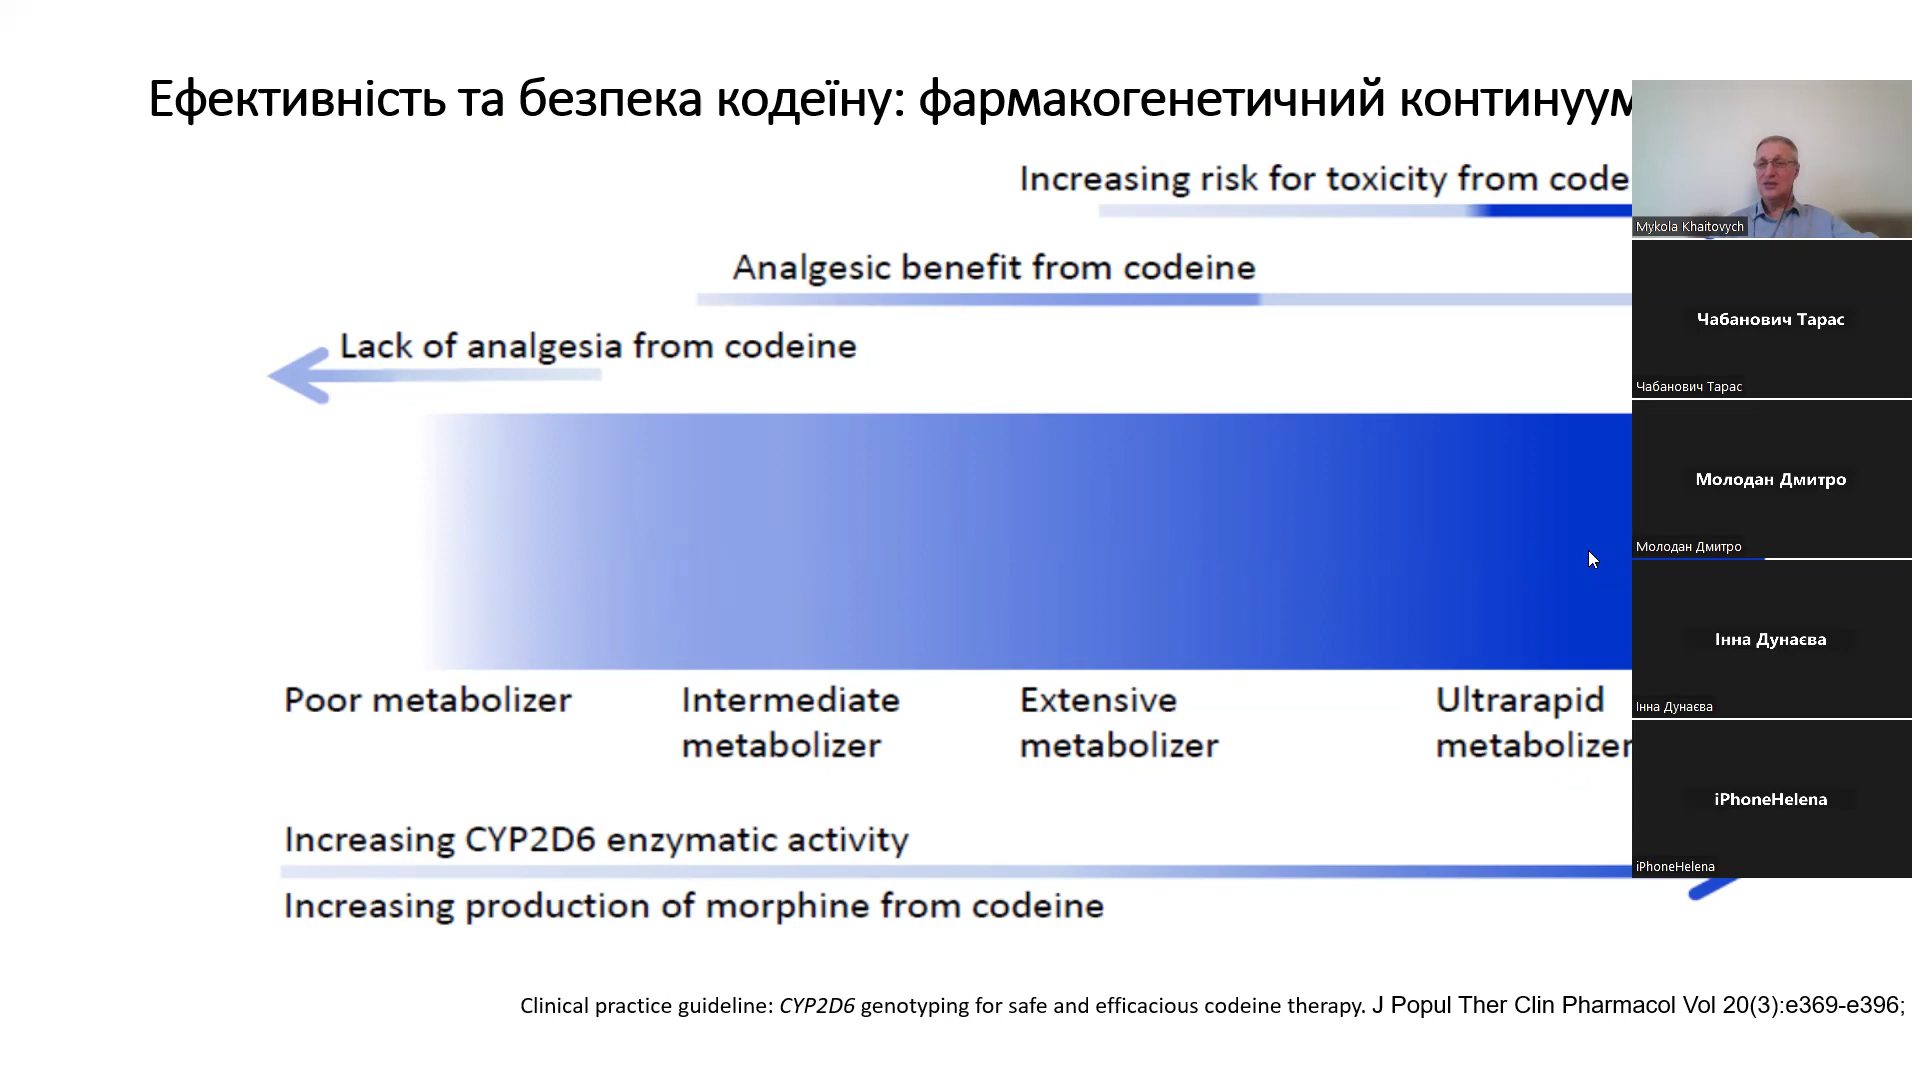 Ефективність та безпека кодеїну: фармакогенетичний континуум
Increasing risk for toxicity from code
Analgesic benefit from codeine
Lack of analgesia from codeine
Poor metabolizer
Intermediate
metabolizer
Extensive
metabolizer
Ultrarapid
metabolizer
Increasing CYP2D6 enzymatic activity
Increasing production of morphine from codeine
Clinical practice guideline: CYP2D6 genotyping for safe and efficacious codeine therapy. J Popul Ther Clin Pharmacol Vol 20(3):e369-e396;
Mykola Khaitovych
Чабанович Тарас
Чабанович Тарас
Молодан Дмитро
Молодан Дмитро
Інна Дунаєва
Інна Дунаєва
iPhoneHelena
iPhoneHelena